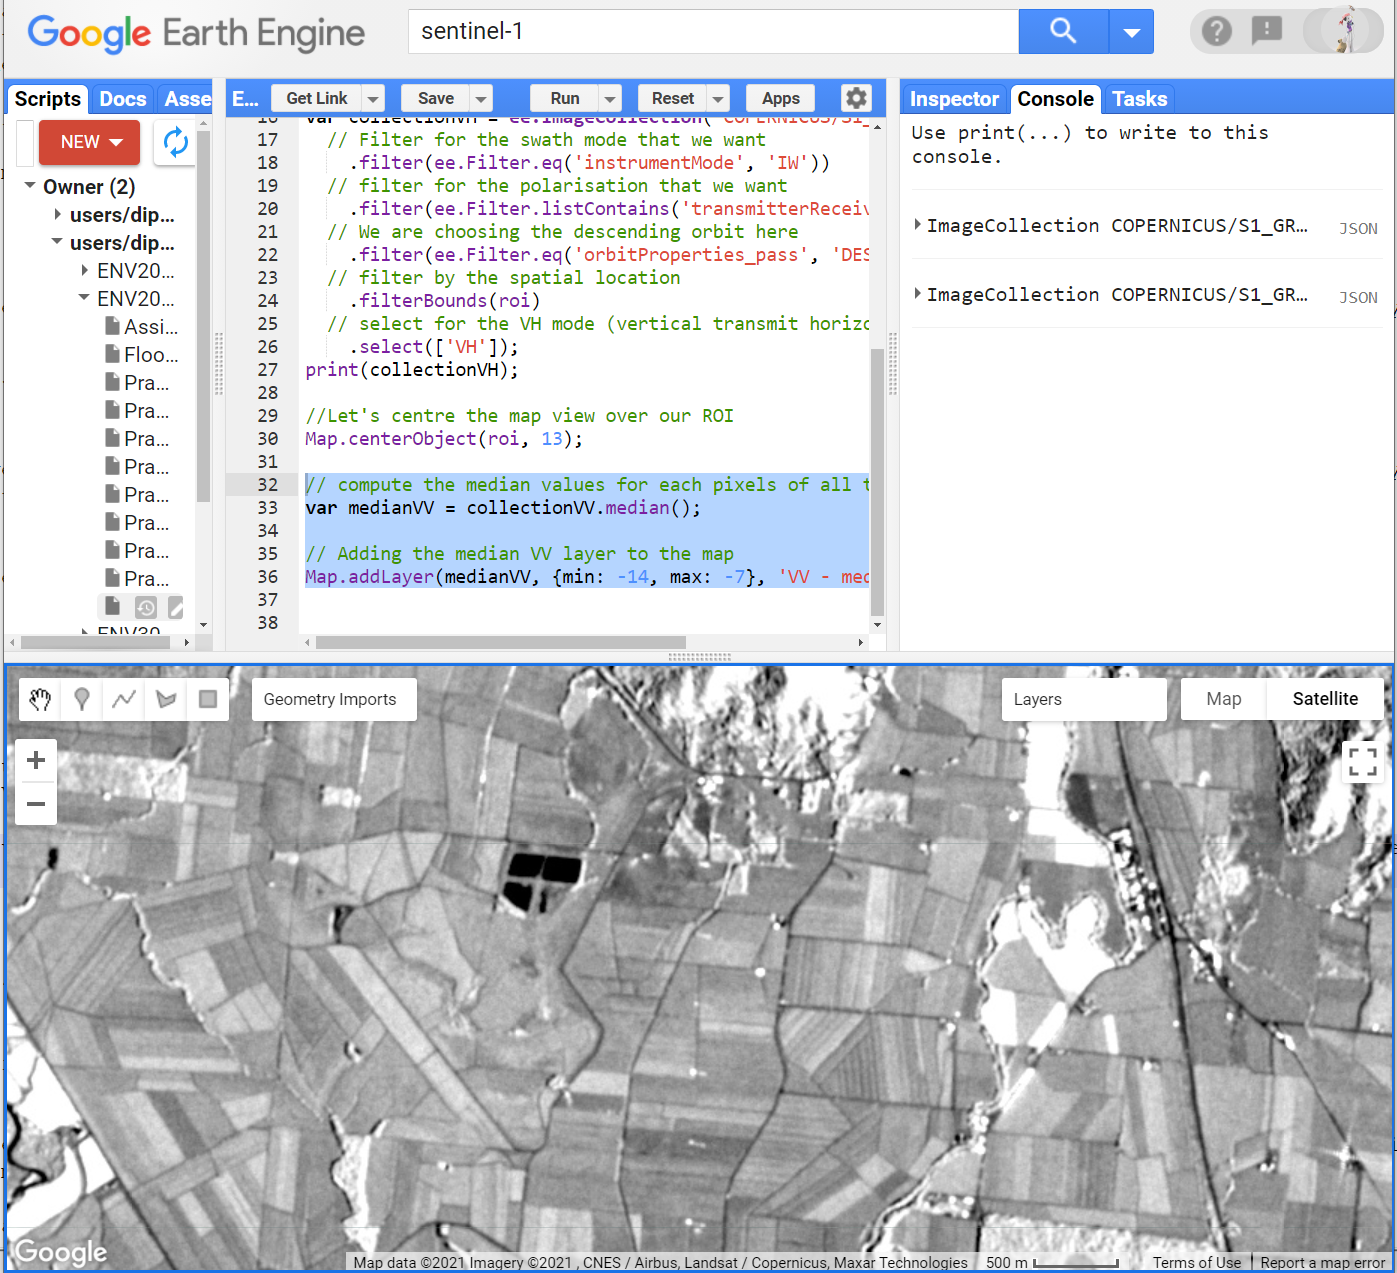 Google Earth Engine
sentinel-1
Scripts Docs Asse
NEW
Owner (2)
users/dip...
users/dip...
ENV20...
ENV20...
Assi...
Floo...
Pra...
Pra...
Pra...
Pra...
Pra...
Pra...
Pra...
Pra...
E... Get Link Save Run Reset Apps
17 // Filter for the swath mode that we want
18 .filter(ee.Filter.eq('instrumentMode', 'IW'))
19 // filter for the polarisation that we want
20 .filter(ee.Filter.listContains('transmitterReceiv
21 // We are choosing the descending orbit here
22 .filter(ee.Filter.eq('orbitProperties_pass', 'DES
23 // filter by the spatial location
24 .filterBounds(roi)
25 // select for the VH mode (vertical transmit horizo
26 .select(['VH']);
27 print(collectionVH);
28
29 //Let's centre the map view over our ROI
30 Map.centerObject(roi, 13);
31
32 // compute the median values for each pixels of all t
33 var medianVV = collectionVV.median();
34
35 // Adding the median VV layer to the map
36 Map.addLayer(medianVV, {min: -14, max: -7}, 'VV - med
37
38
Inspector Console Tasks
Use print(...) to write to this
console.
ImageCollection COPERNICUS/S1_GR... JSON
ImageCollection COPERNICUS/S1_GR... JSON
Geometry Imports
Layers
Map Satellite
Google
Map data ©2021 Imagery ©2021 , CNES / Airbus, Landsat / Copernicus, Maxar Technologies 500 m Terms of Use Report a map error